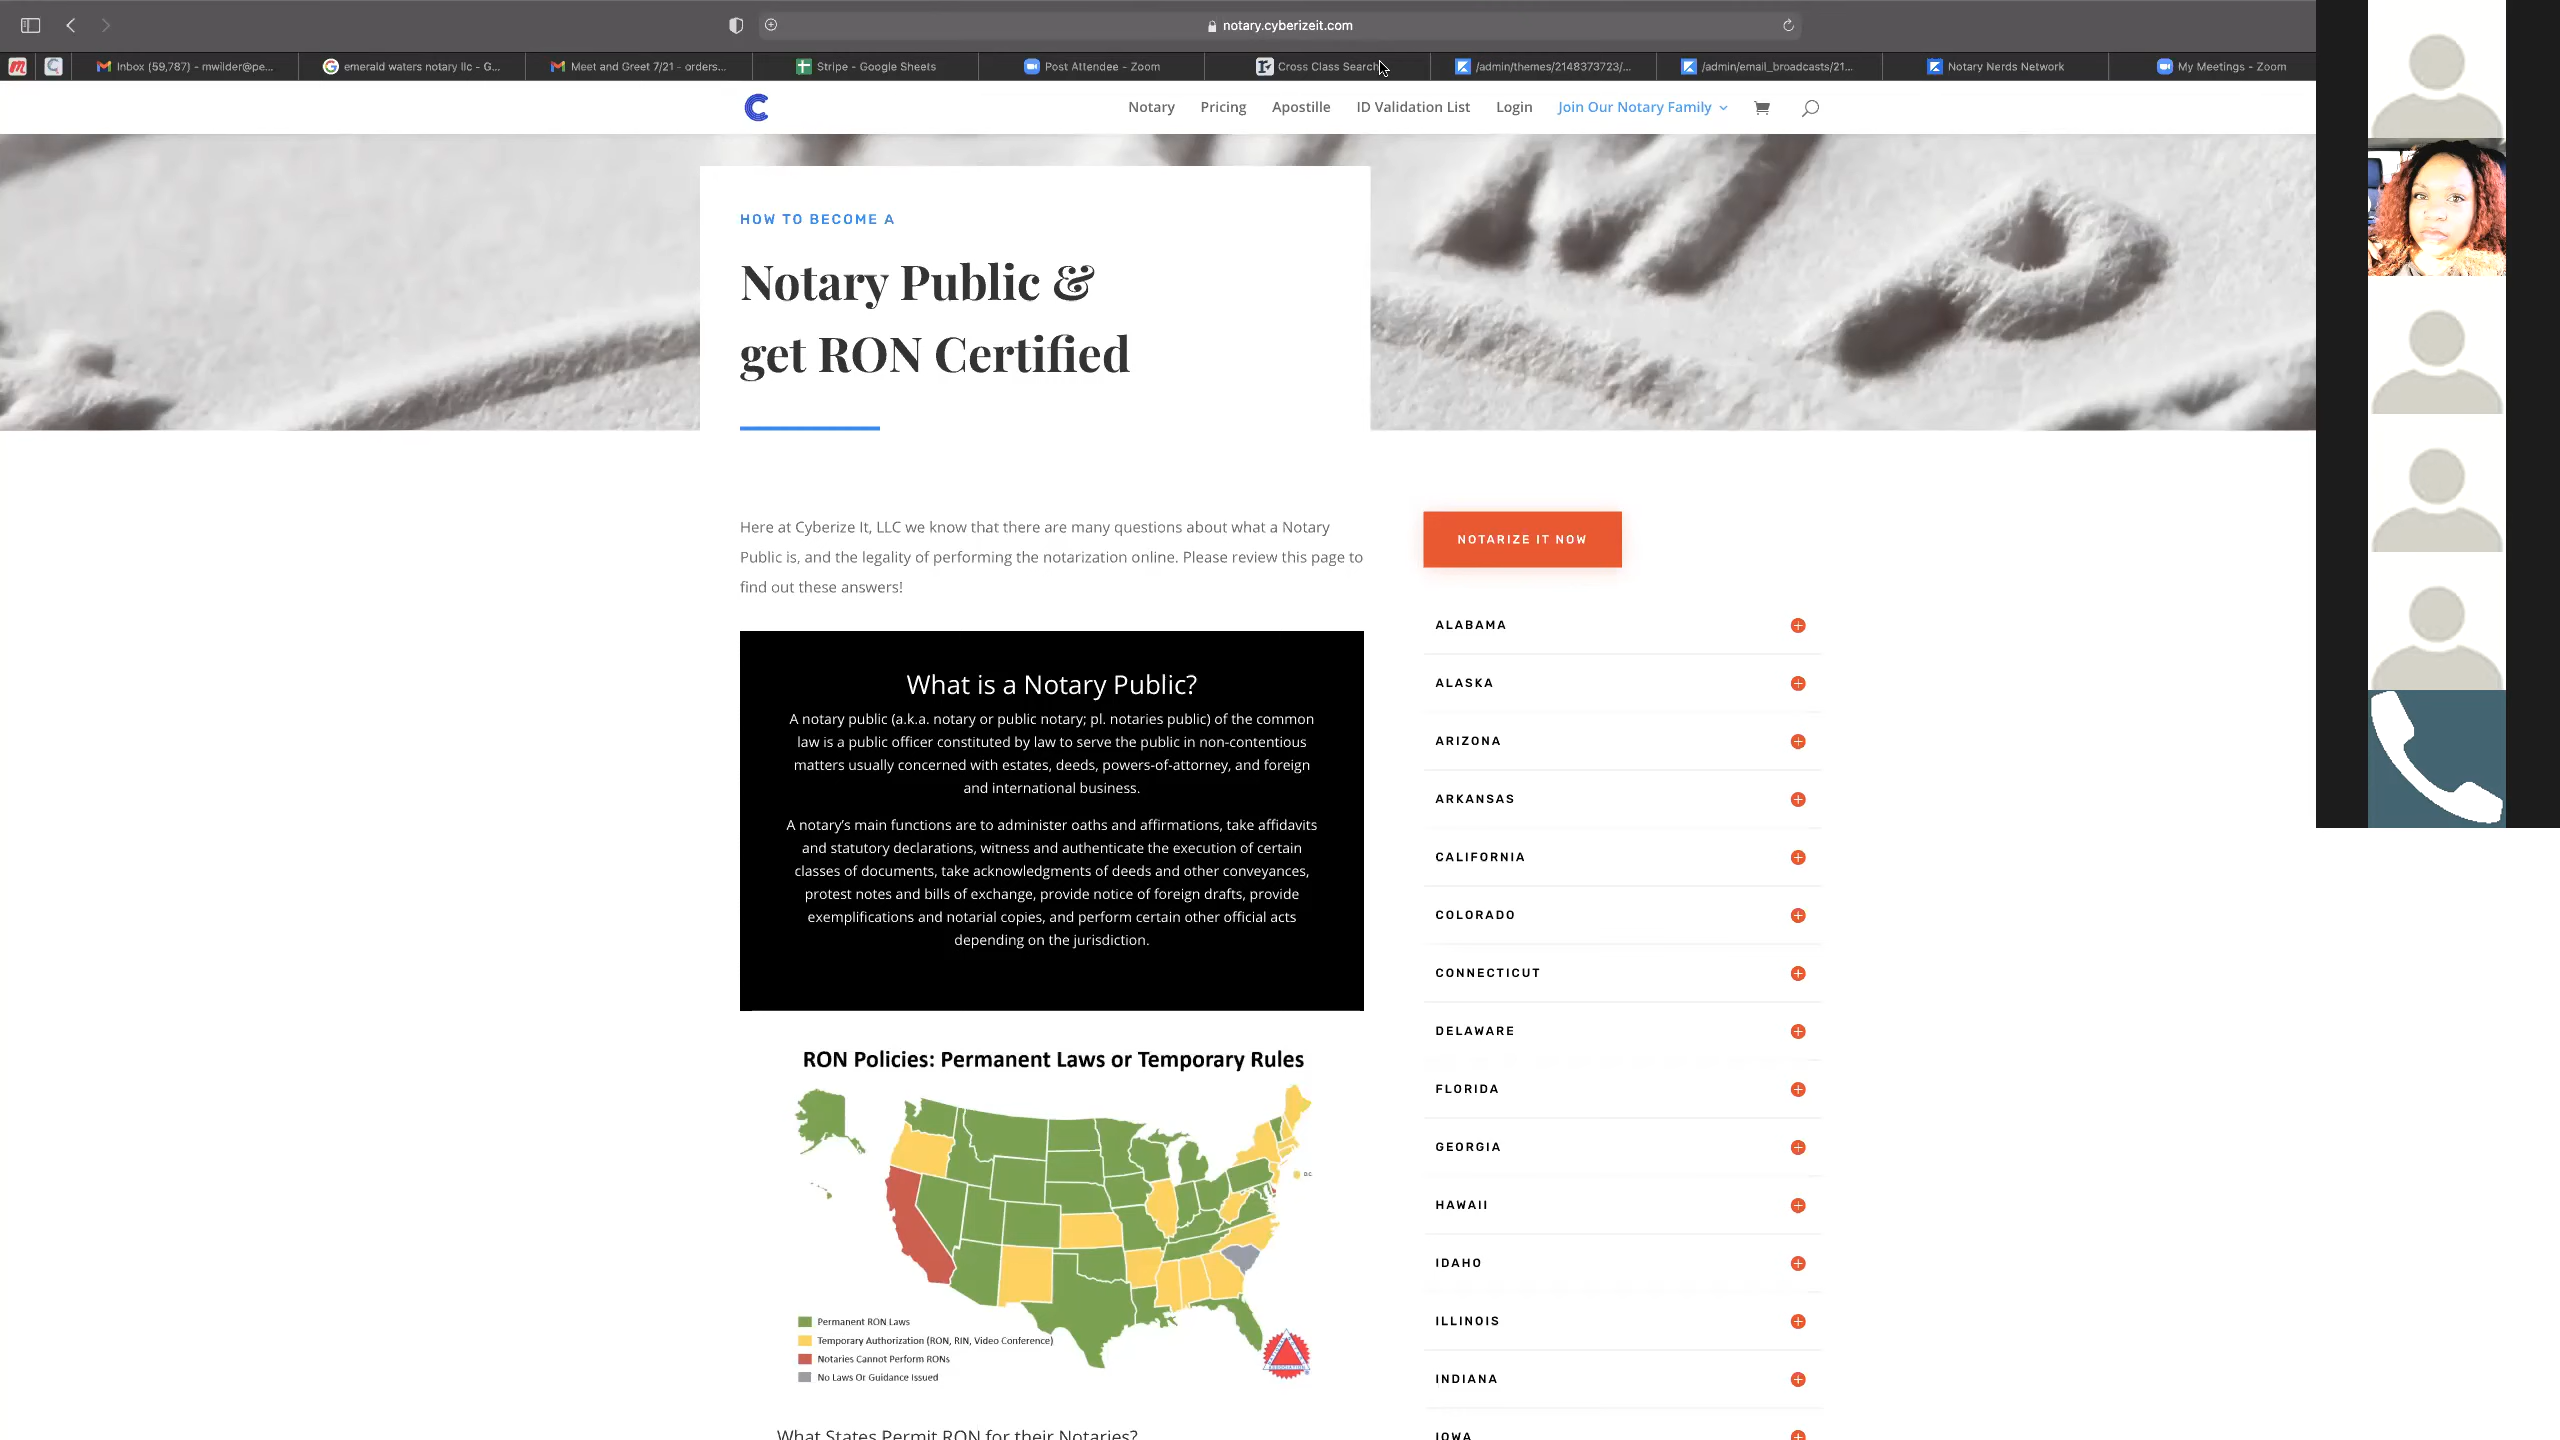 notary.cyberizeit.com
Inbox (59,787) - mwilder@pe...
emerald waters notary llc - G...
Meet and Greet 7/21 - orders...
Stripe - Google Sheets
Post Attendee - Zoom
Cross Class Search
/admin/themes/2148373723/...
/admin/email_broadcasts/21...
Notary Nerds Network
My Meetings - Zoom
Notary
Pricing
Apostille
ID Validation List
Login
Join Our Notary Family
HOW TO BECOME A
Notary Public &
get RON Certified
Here at Cyberize It, LLC we know that there are many questions about what a Notary
Public is, and the legality of performing the notarization online. Please review this page to
find out these answers!
What is a Notary Public?
A notary public (a.k.a. notary or public notary; pl. notaries public) of the common
law is a public officer constituted by law to serve the public in non-contentious
matters usually concerned with estates, deeds, powers-of-attorney, and foreign
and international business.
A notary’s main functions are to administer oaths and affirmations, take affidavits
and statutory declarations, witness and authenticate the execution of certain
classes of documents, take acknowledgments of deeds and other conveyances,
protest notes and bills of exchange, provide notice of foreign drafts, provide
exemplifications and notarial copies, and perform certain other official acts
depending on the jurisdiction.
RON Policies: Permanent Laws or Temporary Rules
D.C.
Permanent RON Laws
Temporary Authorization (RON, RIN, Video Conference)
Notaries Cannot Perform RONs
No Laws Or Guidance Issued
What States Permit RON for their Notaries?
NOTARIZE IT NOW
ALABAMA
ALASKA
ARIZONA
ARKANSAS
CALIFORNIA
COLORADO
CONNECTICUT
DELAWARE
FLORIDA
GEORGIA
HAWAII
IDAHO
ILLINOIS
INDIANA
IOWA